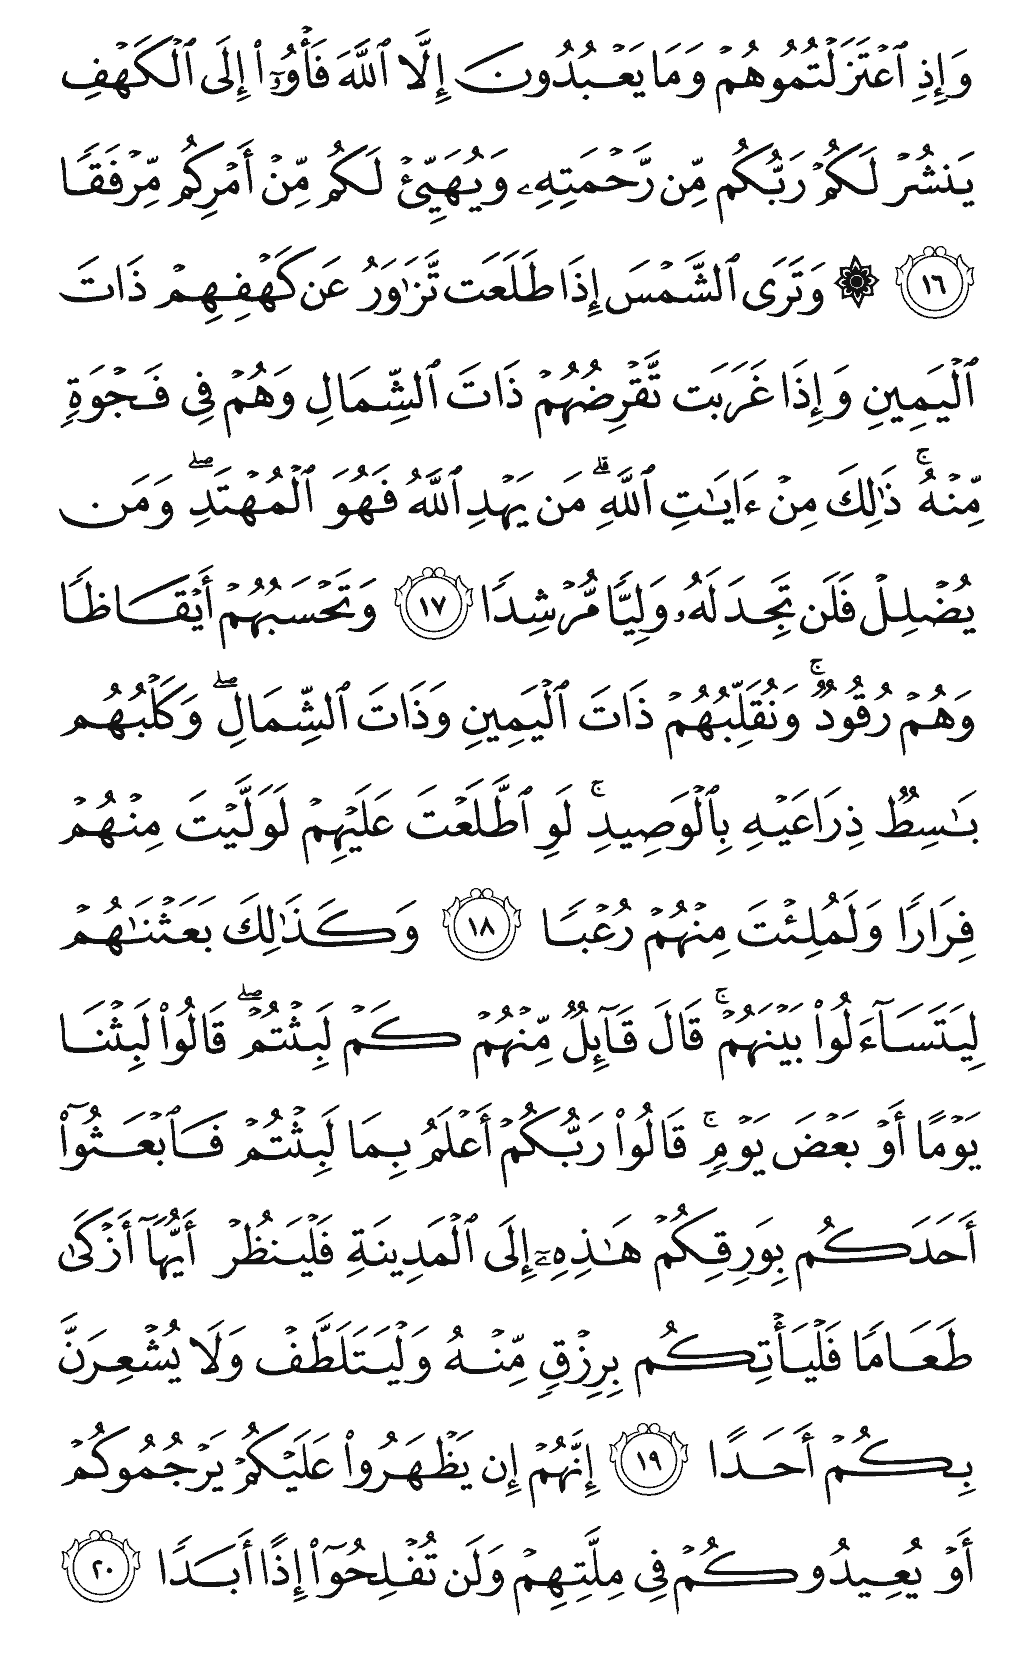 وَإِذِ ٱعۡتَزَلۡتُمُوهُمۡ وَمَا يَعۡبُدُونَ إِلَّا ٱللَّهَ فَأۡوُۥٓاْ إِلَى ٱلۡكَهۡفِ
يَنشُرۡ لَكُمۡ رَبُّكُم مِّن رَّحۡمَتِهِۦ وَيُهَيِّئۡ لَكُم مِّنۡ أَمۡرِكُم مِّرۡفَقٗا
١٦ ۞ وَتَرَى ٱلشَّمۡسَ إِذَا طَلَعَت تَّزَٰوَرُ عَن كَهۡفِهِمۡ ذَاتَ
ٱلۡيَمِينِ وَإِذَا غَرَبَت تَّقۡرِضُهُمۡ ذَاتَ ٱلشِّمَالِ وَهُمۡ فِي فَجۡوَةٖ
مِّنۡهُۚ ذَٰلِكَ مِنۡ ءَايَٰتِ ٱللَّهِۗ مَن يَهۡدِ ٱللَّهُ فَهُوَ ٱلۡمُهۡتَدِۖ وَمَن
يُضۡلِلۡ فَلَن تَجِدَ لَهُۥ وَلِيّٗا مُّرۡشِدٗا ١٧ وَتَحۡسَبُهُمۡ أَيۡقَاظٗا
وَهُمۡ رُقُودٞۚ وَنُقَلِّبُهُمۡ ذَاتَ ٱلۡيَمِينِ وَذَاتَ ٱلشِّمَالِۖ وَكَلۡبُهُم
بَٰسِطٞ ذِرَاعَيۡهِ بِٱلۡوَصِيدِۚ لَوِ ٱطَّلَعۡتَ عَلَيۡهِمۡ لَوَلَّيۡتَ مِنۡهُمۡ
فِرَارٗا وَلَمُلِئۡتَ مِنۡهُمۡ رُعۡبٗا ١٨ وَكَذَٰلِكَ بَعَثۡنَٰهُمۡ
لِيَتَسَآءَلُواْ بَيۡنَهُمۡۚ قَالَ قَآئِلٞ مِّنۡهُمۡ كَمۡ لَبِثۡتُمۡۖ قَالُواْ لَبِثۡنَا
يَوۡمًا أَوۡ بَعۡضَ يَوۡمٖۚ قَالُواْ رَبُّكُمۡ أَعۡلَمُ بِمَا لَبِثۡتُمۡ فَٱبۡعَثُوٓاْ
أَحَدَكُم بِوَرِقِكُمۡ هَٰذِهِۦٓ إِلَى ٱلۡمَدِينَةِ فَلۡيَنظُرۡ أَيُّهَآ أَزۡكَىٰ
طَعَامٗا فَلۡيَأۡتِكُم بِرِزۡقٖ مِّنۡهُ وَلۡيَتَلَطَّفۡ وَلَا يُشۡعِرَنَّ
بِكُمۡ أَحَدًا ١٩ إِنَّهُمۡ إِن يَظۡهَرُواْ عَلَيۡكُمۡ يَرۡجُمُوكُمۡ
أَوۡ يُعِيدُوكُمۡ فِي مِلَّتِهِمۡ وَلَن تُفۡلِحُوٓاْ إِذًا أَبَدٗا ٢٠